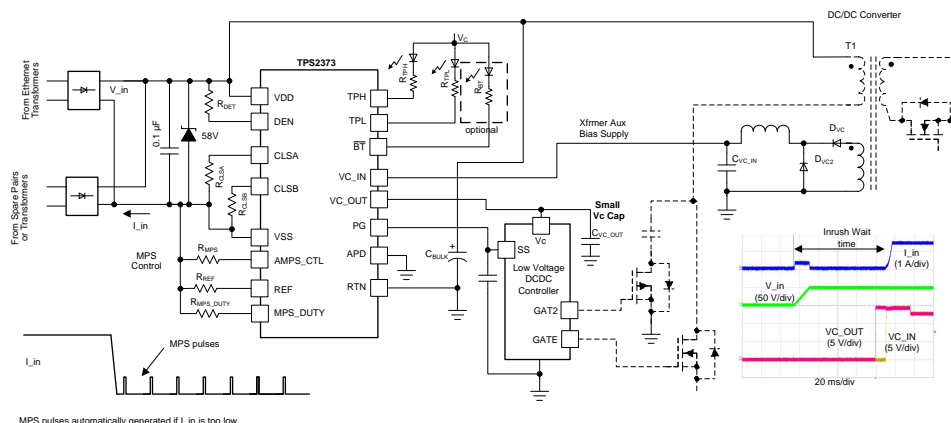 DC/DC Converter
T1
TPS2373
V_C
From Ethernet
Transformers
V_in
R_DET
58V
0.1 µF
VDD
DEN
CLSA
CLSB
VSS
AMPS_CTL
REF
MPS_DUTY
TPH
TPL
BT
VC_IN
VC_OUT
PG
APD
RTN
R_TPH
R_TPL
R_BT
optional
Xfrmer Aux
Bias Supply
D_VC
C_VC_IN
D_VC2
R_CLSA
R_CLSB
From Spare Pairs
or Transformers
I_in
MPS
Control
R_MPS
R_REF
R_MPS_DUTY
C_BULK
+
Small
Vc Cap
C_VC_OUT
Vc
SS
Low Voltage
DCDC
Controller
GAT2
GATE
Inrush Wait
time
I_in
(1 A/div)
V_in
(50 V/div)
VC_OUT
(5 V/div)
VC_IN
(5 V/div)
20 ms/div
I_in
MPS pulses
MPS pulses automatically generated if I_in is too low